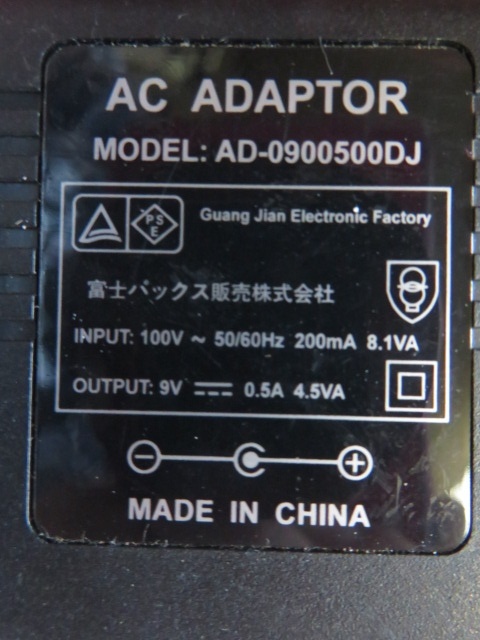 AC ADAPTOR
MODEL: AD-0900500DJ
PSE
Guang Jian Electronic Factory
富士バックス販売株式会社
INPUT: 100V ~ 50/60Hz 200mA 8.1VA
OUTPUT: 9V ⎓ 0.5A 4.5VA
MADE IN CHINA